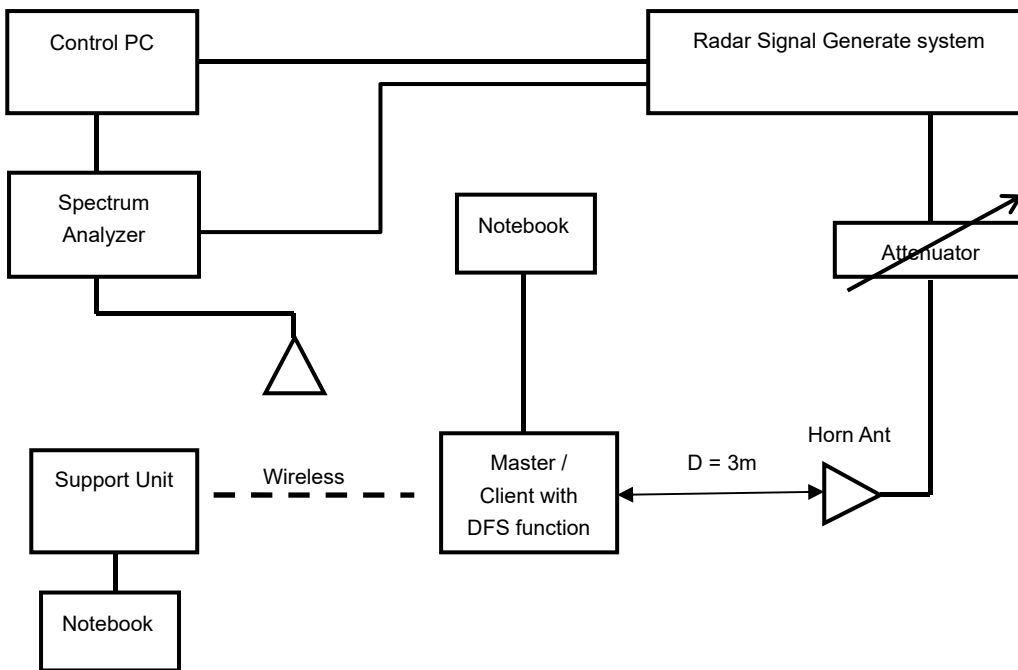 Control PC
Radar Signal Generate system
Spectrum
Analyzer
Notebook
Attenuator
Horn Ant
D = 3m
Support Unit
Wireless
Master /
Client with
DFS function
Notebook